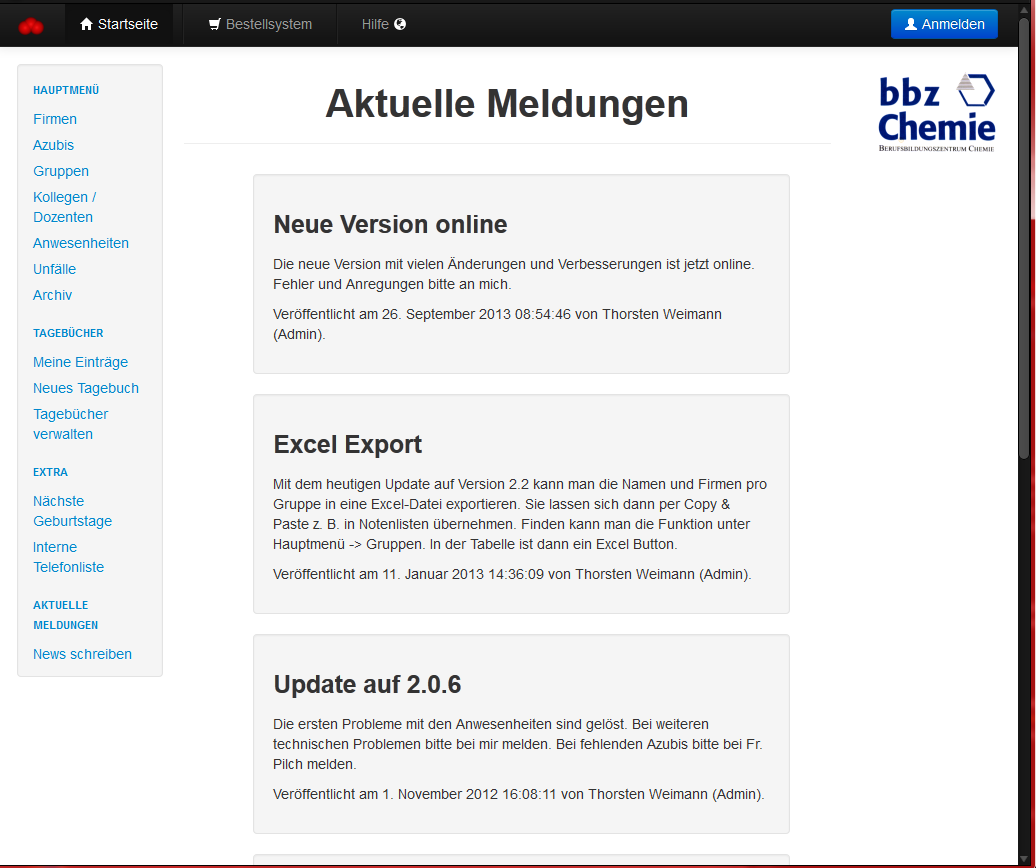 Startseite
Bestellsystem
Hilfe
Anmelden
HAUPTMENÜ
Firmen
Azubis
Gruppen
Kollegen /
Dozenten
Anwesenheiten
Unfälle
Archiv
TAGEBÜCHER
Meine Einträge
Neues Tagebuch
Tagebücher
verwalten
EXTRA
Nächste
Geburtstage
Interne
Telefonliste
AKTUELLE
MELDUNGEN
News schreiben
Aktuelle Meldungen
bbz
Chemie
BERUFSBILDUNGSZENTRUM CHEMIE
Neue Version online
Die neue Version mit vielen Änderungen und Verbesserungen ist jetzt online.
Fehler und Anregungen bitte an mich.
Veröffentlicht am 26. September 2013 08:54:46 von Thorsten Weimann
(Admin).
Excel Export
Mit dem heutigen Update auf Version 2.2 kann man die Namen und Firmen pro
Gruppe in eine Excel-Datei exportieren. Sie lassen sich dann per Copy &
Paste z. B. in Notenlisten übernehmen. Finden kann man die Funktion unter
Hauptmenü -> Gruppen. In der Tabelle ist dann ein Excel Button.
Veröffentlicht am 11. Januar 2013 14:36:09 von Thorsten Weimann (Admin).
Update auf 2.0.6
Die ersten Probleme mit den Anwesenheiten sind gelöst. Bei weiteren
technischen Problemen bitte bei mir melden. Bei fehlenden Azubis bitte bei Fr.
Pilch melden.
Veröffentlicht am 1. November 2012 16:08:11 von Thorsten Weimann (Admin).